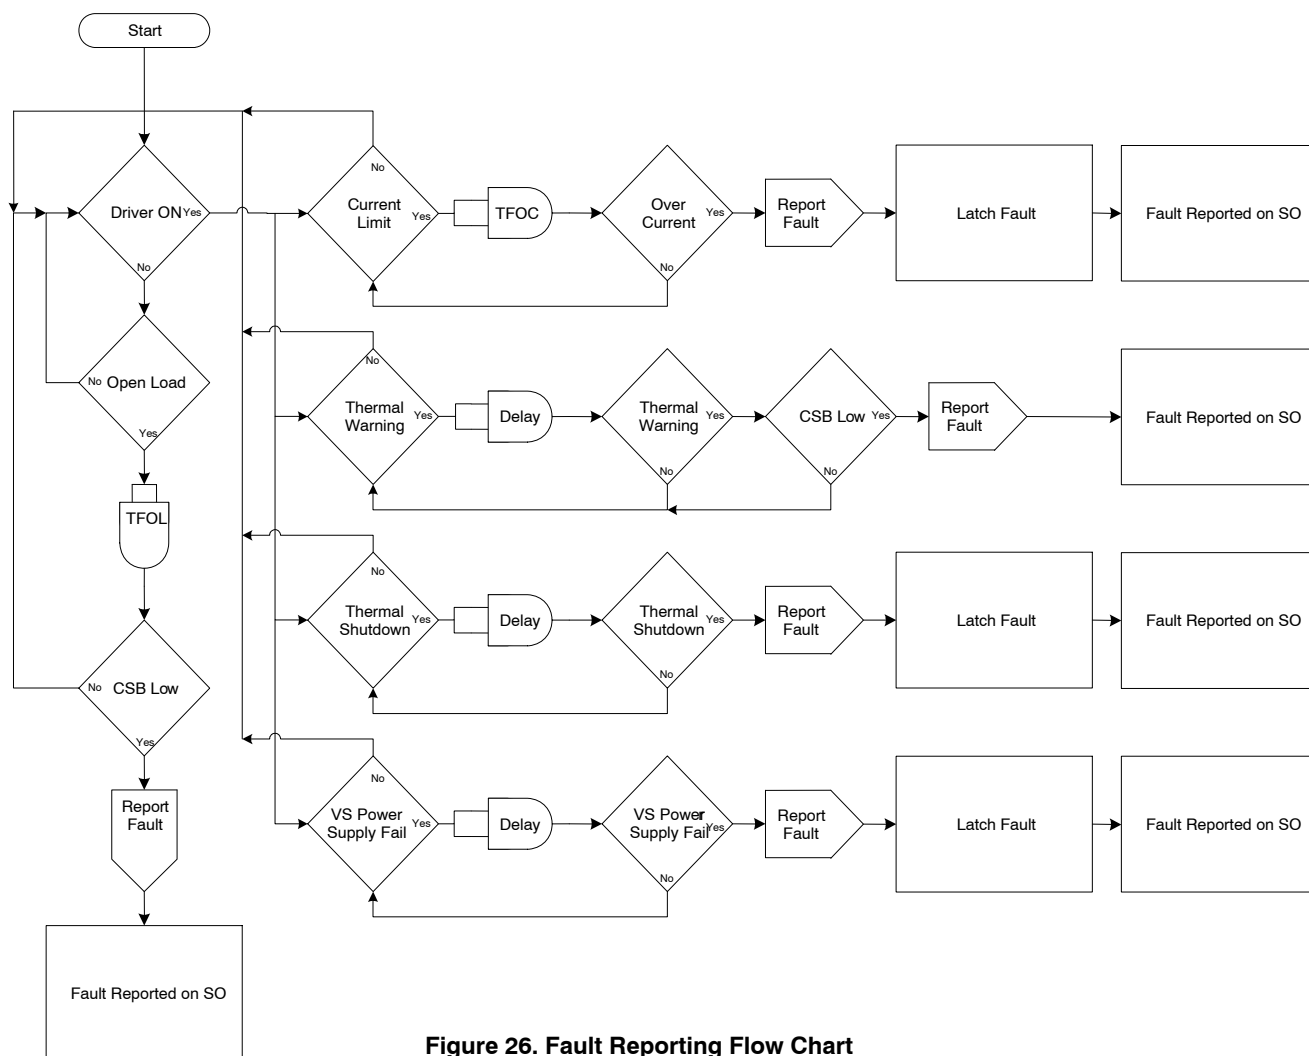 Start
No
Driver ON
Yes
Current
Limit
Yes
TFOC
Over
Current
Yes
Report
Fault
Latch Fault
Fault Reported on SO
No
No
No
Open Load
Yes
No
Thermal
Warning
Yes
Delay
Thermal
Warning
Yes
CSB Low
Yes
Report
Fault
Fault Reported on SO
No
No
TFOL
No
Thermal
Shutdown
Yes
Delay
Thermal
Shutdown
Yes
Report
Fault
Latch Fault
Fault Reported on SO
No
No
CSB Low
Yes
Report
Fault
No
VS Power
Supply Fail
Yes
Delay
VS Power
Supply Fail
Yes
Report
Fault
Latch Fault
Fault Reported on SO
No
Fault Reported on SO
Figure 26. Fault Reporting Flow Chart